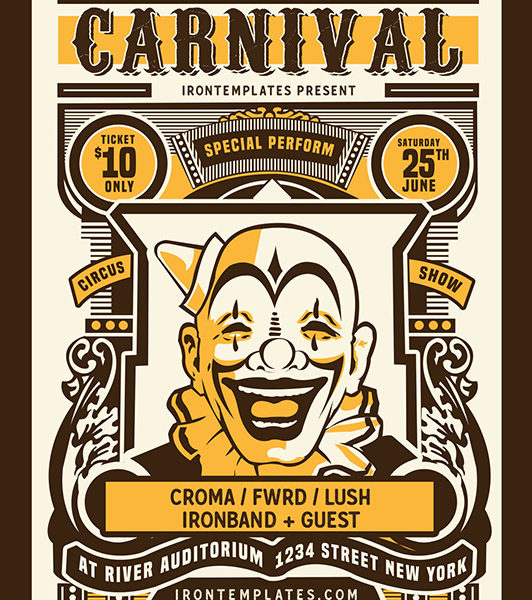 CARNIVAL
IRONTEMPLATES PRESENT
TICKET
$10
ONLY
SPECIAL PERFORM
SATURDAY
25TH
JUNE
CIRCUS
SHOW
CROMA / FWRD / LUSH
IRONBAND + GUEST
AT RIVER AUDITORIUM 1234 STREET NEW YORK
IRONTEMPLATES.COM